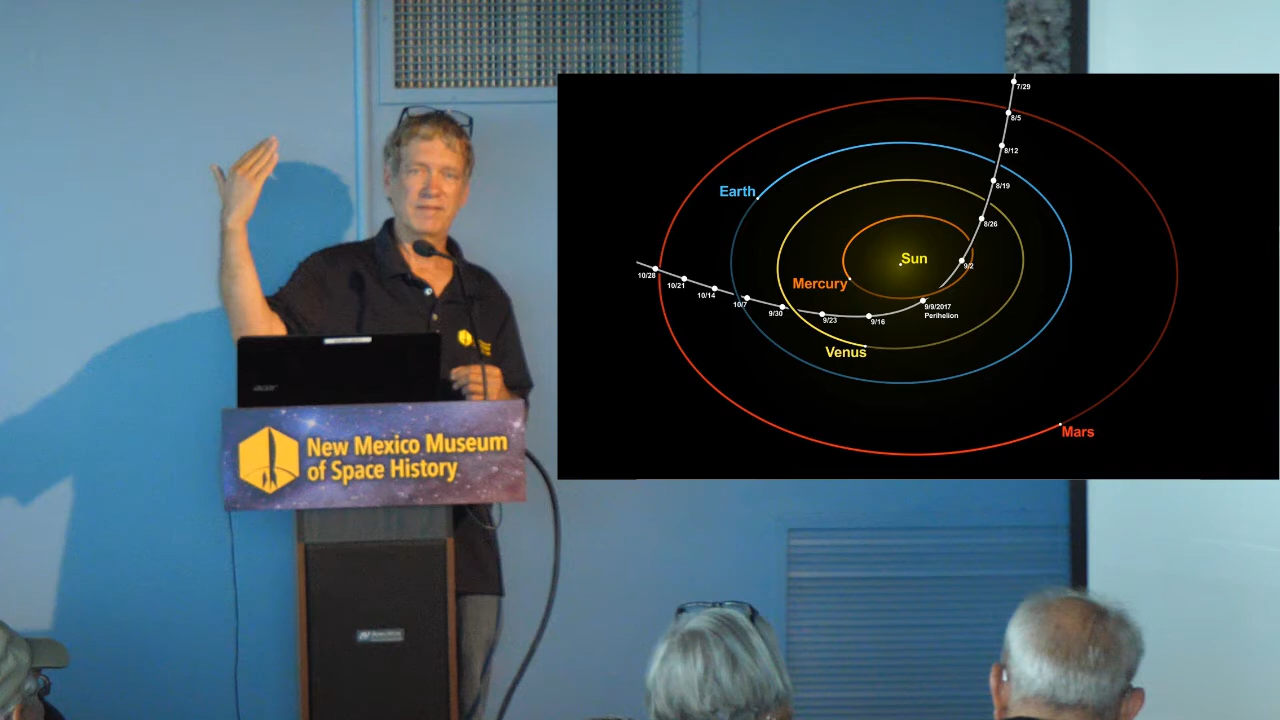 7/29
8/5
8/12
8/19
Earth
8/26
Sun
9/2
10/28
10/21
Mercury
10/14
10/7
9/30
9/9/2017
Perihelion
9/23
9/16
Venus
Mars
acer
New Mexico Museum
of Space History